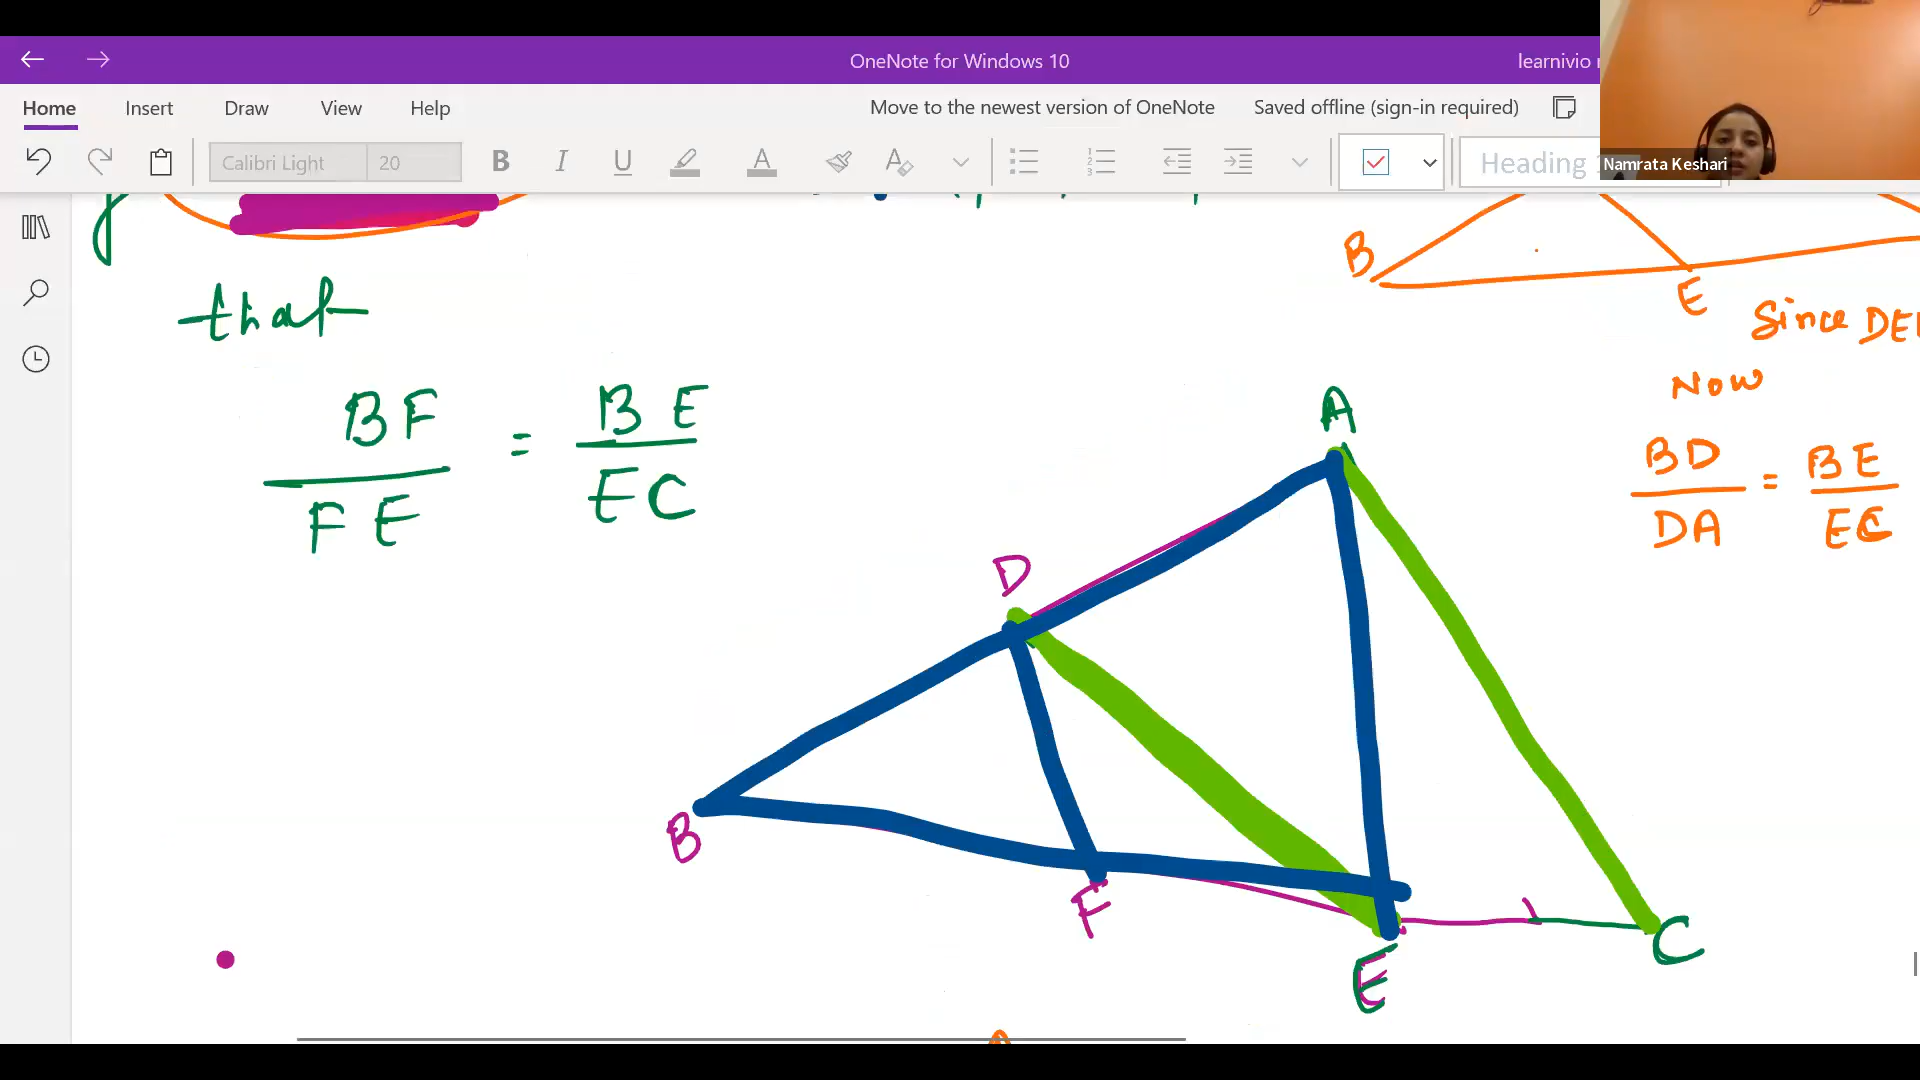 OneNote for Windows 10
learnivio
Home Insert Draw View Help
Move to the newest version of OneNote
Saved offline (sign-in required)
Calibri Light 20
B I U
Heading
Namrata Keshari
that
BF = BE
FE EC
B
E
Since DE
Now
BD = BE
DA EC
A
D
B
F
E
C